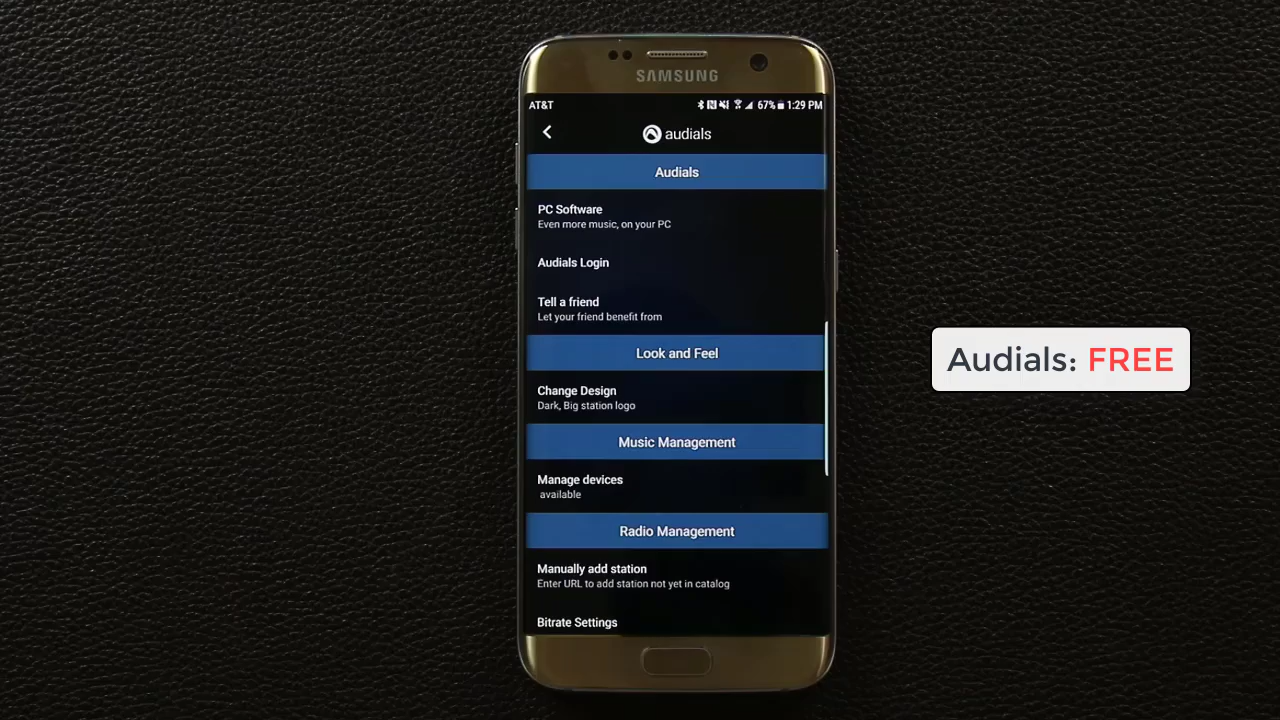 SAMSUNG
AT&T 67% 1:29 PM
audials
Audials
PC Software
Even more music, on your PC
Audials Login
Tell a friend
Let your friend benefit from
Look and Feel
Change Design
Dark, Big station logo
Music Management
Manage devices
available
Radio Management
Manually add station
Enter URL to add station not yet in catalog
Bitrate Settings
Audials: FREE